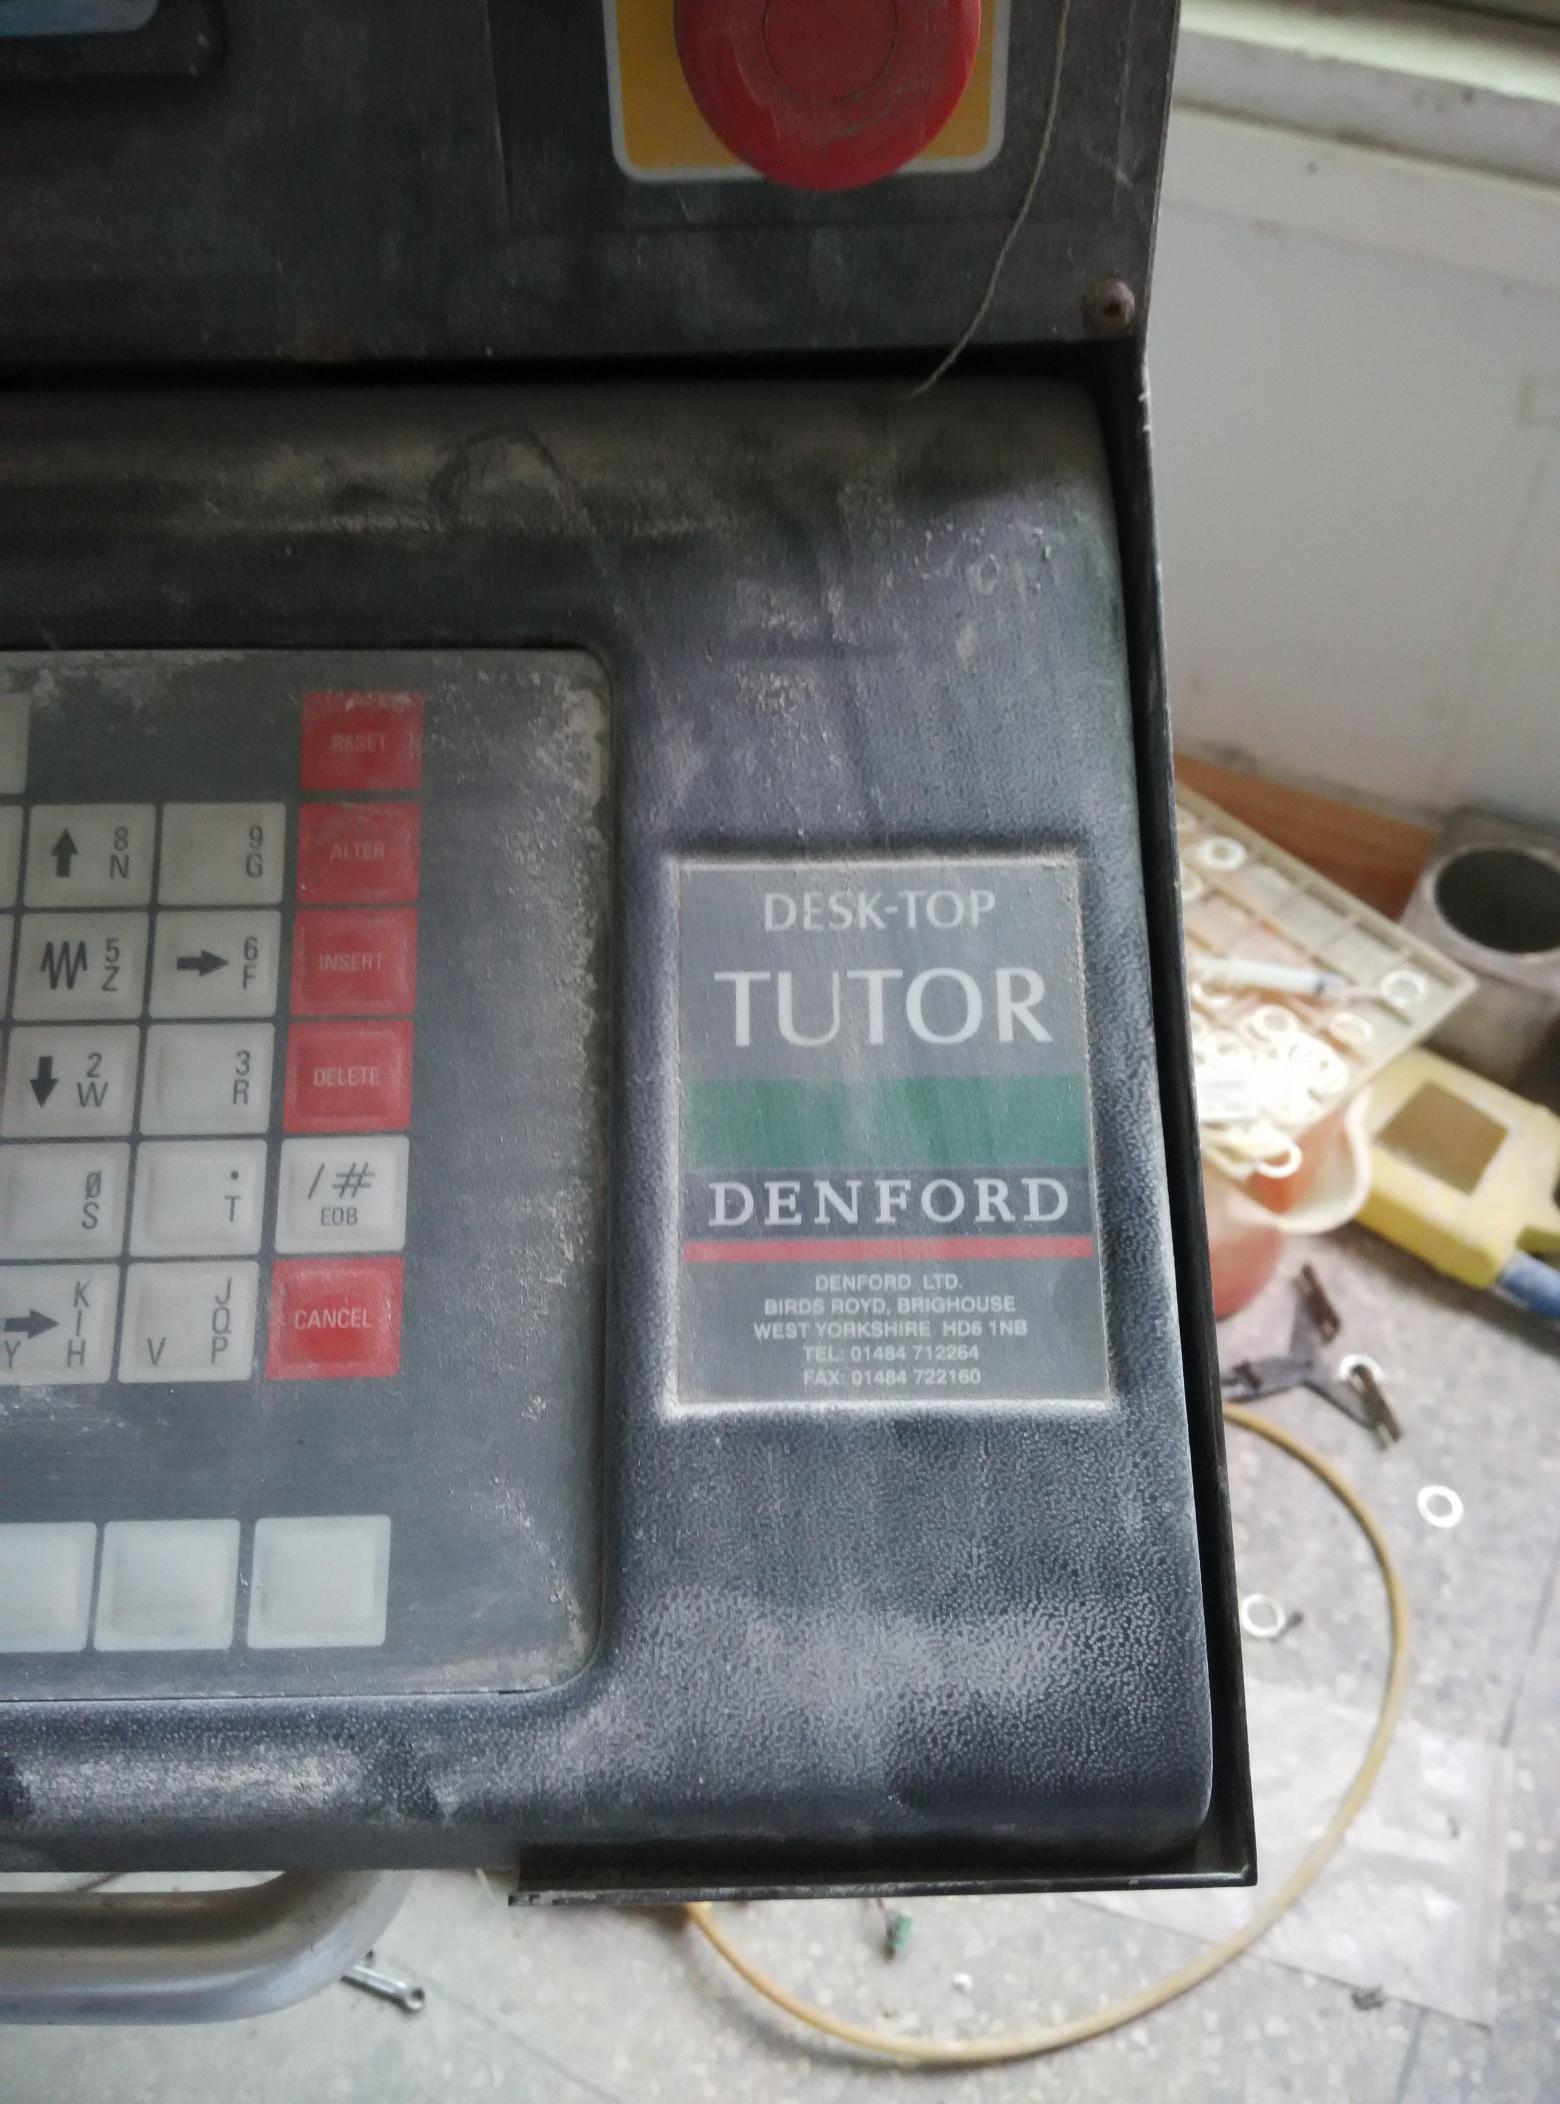 RESET
8
N
9
G
ALTER
5
Z
6
F
INSERT
2
W
3
R
DELETE
0
S
.
T
/ #
EOB
K
I
Y H
J
Q
V P
CANCEL
DESK-TOP
TUTOR
DENFORD
DENFORD LTD.
BIRDS ROYD, BRIGHOUSE
WEST YORKSHIRE HD6 1NB
TEL: 01484 712264
FAX: 01484 722160